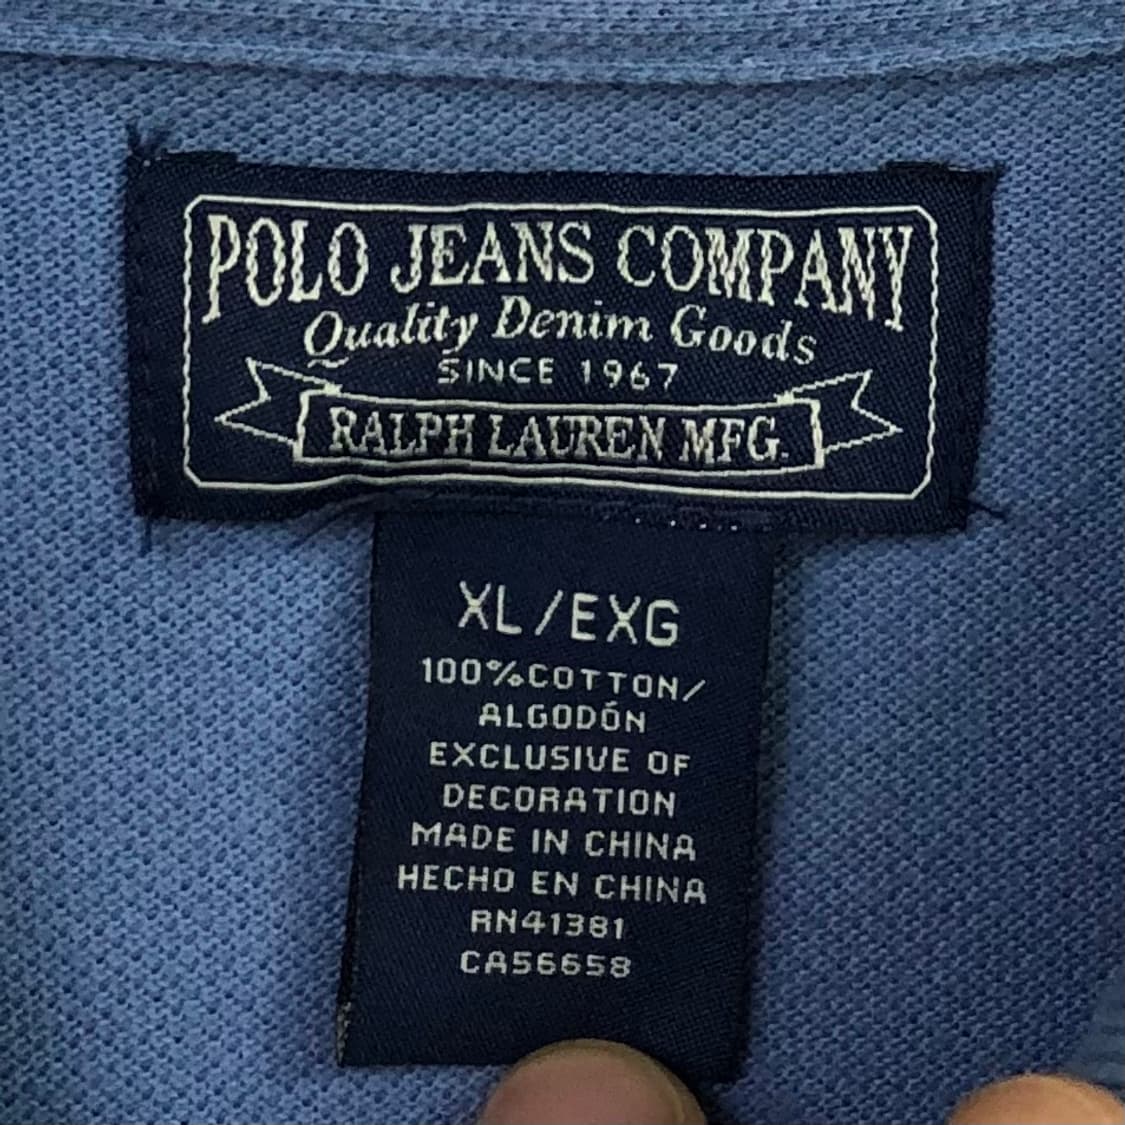 POLO JEANS COMPANY
Quality Denim Goods
SINCE 1967
RALPH LAUREN MFG.
XL/EXG
100%COTTON/
ALGODÓN
EXCLUSIVE OF
DECORATION
MADE IN CHINA
HECHO EN CHINA
RN41381
CA56658